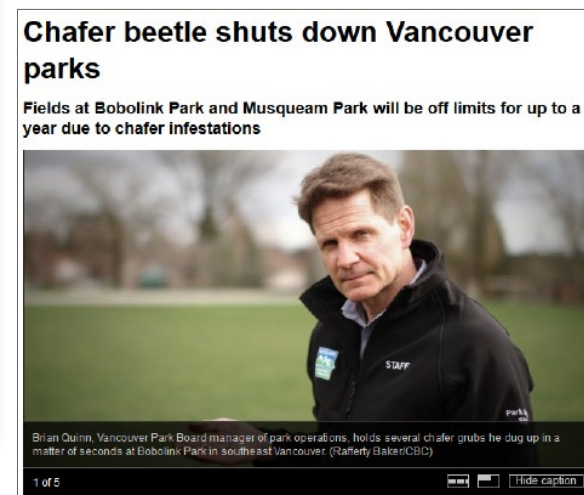 Chafer beetle shuts down Vancouver
parks
Fields at Bobolink Park and Musqueam Park will be off limits for up to a
year due to chafer infestations
STAFF
Park
Brian Quinn, Vancouver Park Board manager of park operations, holds several chafer grubs he dug up in a
matter of seconds at Bobolink Park in southeast Vancouver. (Rafferty Baker/CBC)
1 of 5
Hide caption